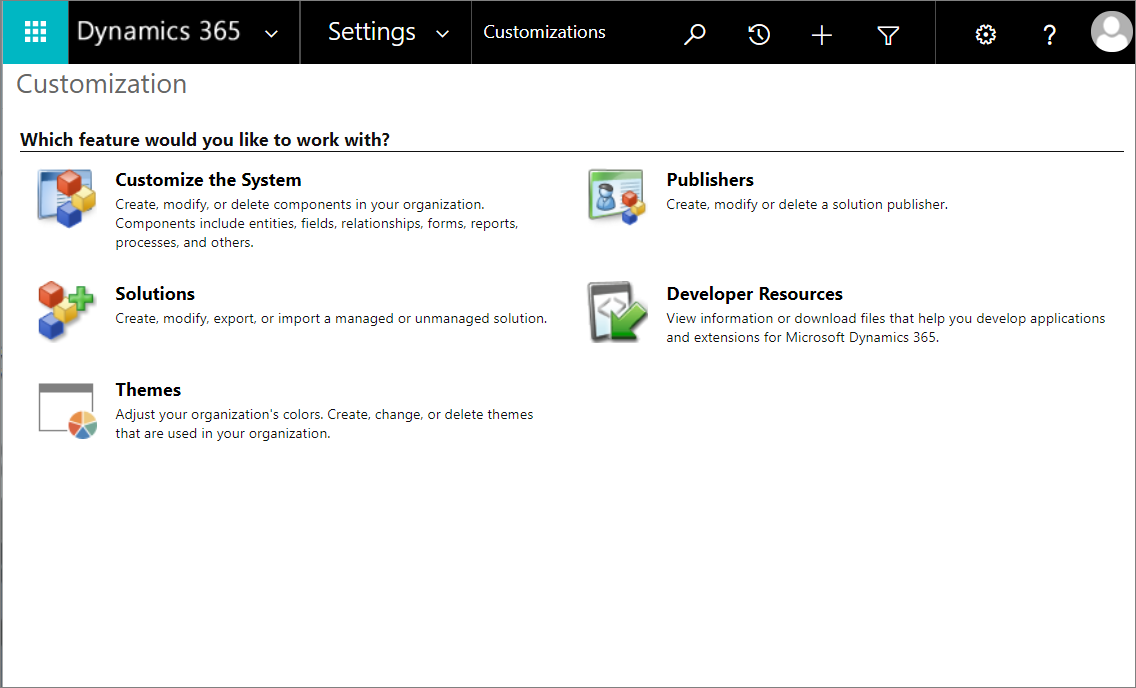 Dynamics 365
Settings
Customizations
?
Customization
Which feature would you like to work with?
Customize the System
Create, modify, or delete components in your organization.
Components include entities, fields, relationships, forms, reports,
processes, and others.
Publishers
Create, modify or delete a solution publisher.
Solutions
Create, modify, export, or import a managed or unmanaged solution.
Developer Resources
View information or download files that help you develop applications
and extensions for Microsoft Dynamics 365.
Themes
Adjust your organization's colors. Create, change, or delete themes
that are used in your organization.